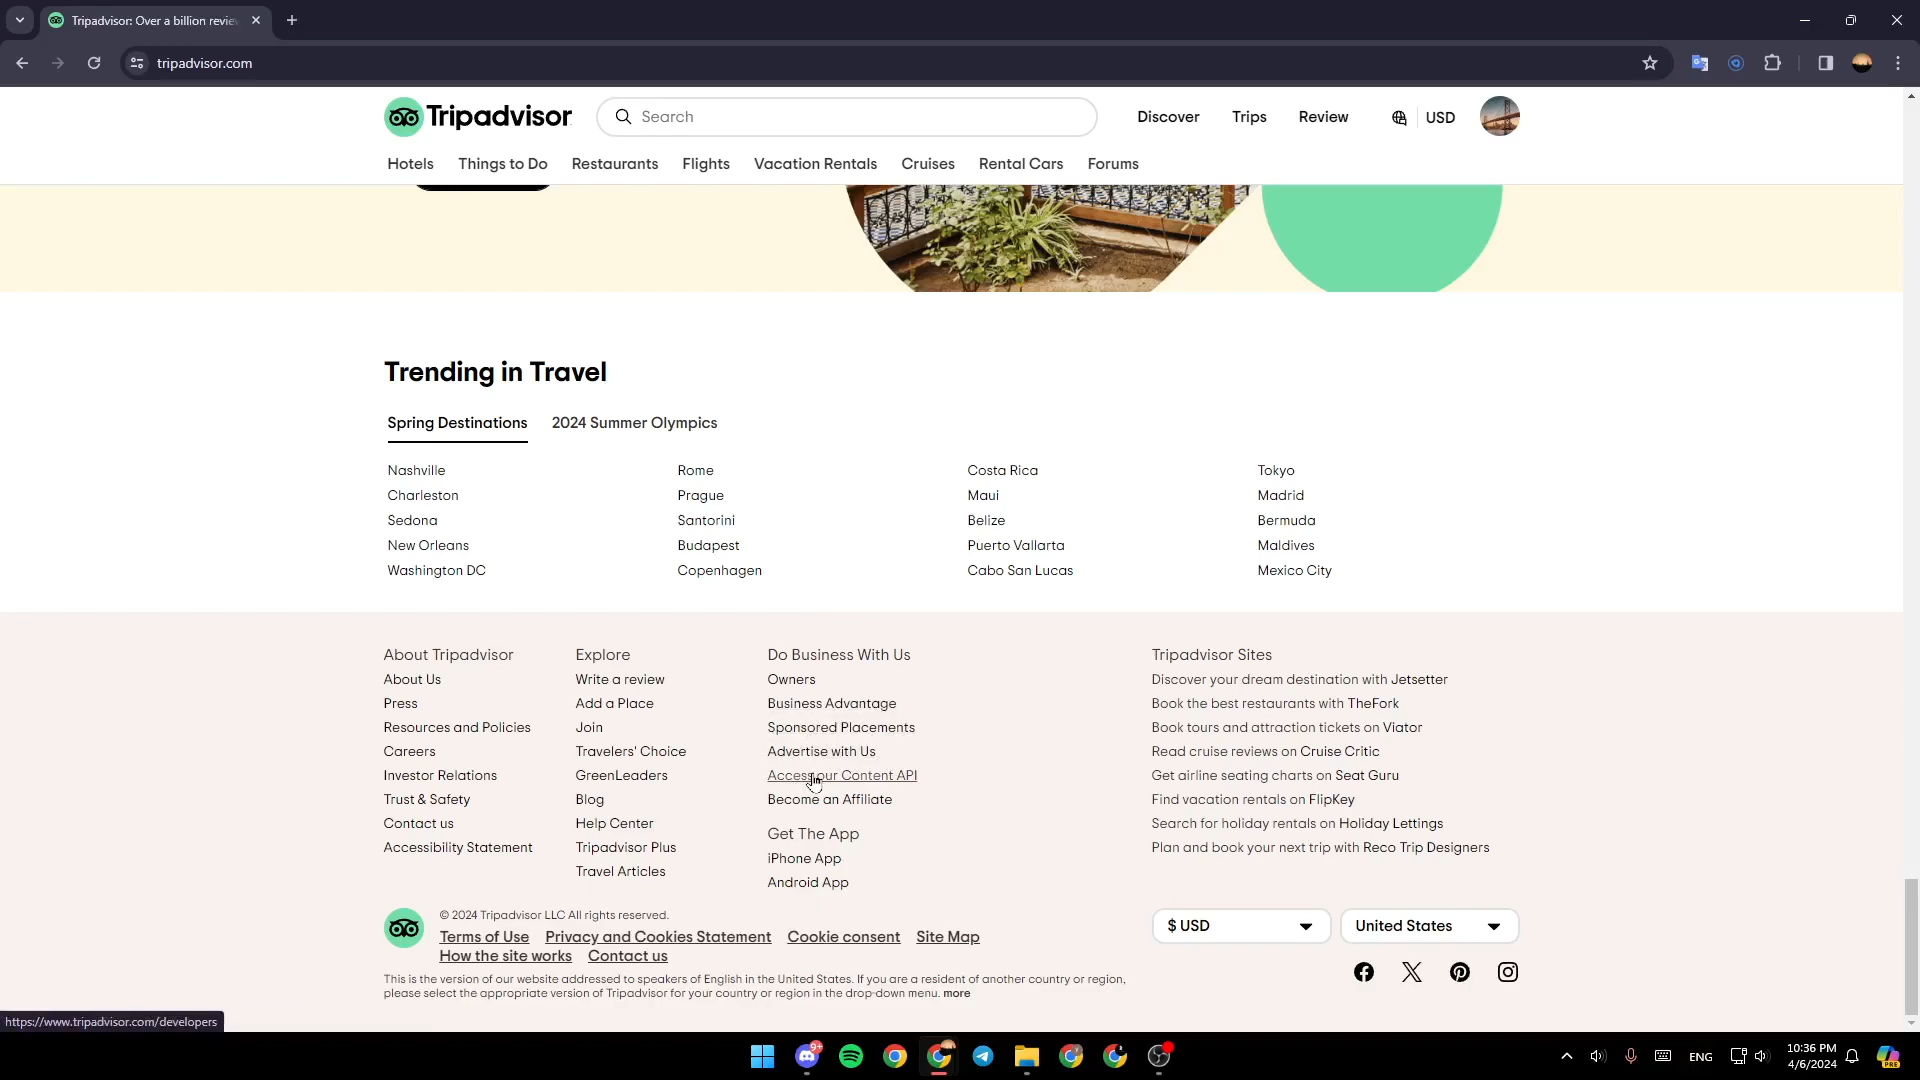 Tripadvisor: Over a billion revie
tripadvisor.com
Tripadvisor
Search
Discover
Trips
Review
USD
Hotels
Things to Do
Restaurants
Flights
Vacation Rentals
Cruises
Rental Cars
Forums
Trending in Travel
Spring Destinations
2024 Summer Olympics
Nashville
Charleston
Sedona
New Orleans
Washington DC
Rome
Prague
Santorini
Budapest
Copenhagen
Costa Rica
Maui
Belize
Puerto Vallarta
Cabo San Lucas
Tokyo
Madrid
Bermuda
Maldives
Mexico City
About Tripadvisor
About Us
Press
Resources and Policies
Careers
Investor Relations
Trust & Safety
Contact us
Accessibility Statement
Explore
Write a review
Add a Place
Join
Travelers' Choice
GreenLeaders
Blog
Help Center
Tripadvisor Plus
Travel Articles
Do Business With Us
Owners
Business Advantage
Sponsored Placements
Advertise with Us
Access our Content API
Become an Affiliate
Get The App
iPhone App
Android App
Tripadvisor Sites
Discover your dream destination with Jetsetter
Book the best restaurants with TheFork
Book tours and attraction tickets on Viator
Read cruise reviews on Cruise Critic
Get airline seating charts on Seat Guru
Find vacation rentals on FlipKey
Search for holiday rentals on Holiday Lettings
Plan and book your next trip with Reco Trip Designers
© 2024 Tripadvisor LLC All rights reserved.
Terms of Use
Privacy and Cookies Statement
Cookie consent
Site Map
How the site works
Contact us
This is the version of our website addressed to speakers of English in the United States. If you are a resident of another country or region,
please select the appropriate version of Tripadvisor for your country or region in the drop-down menu. more
$ USD
United States
https://www.tripadvisor.com/developers
9+
ENG
10:36 PM
4/6/2024
PRE